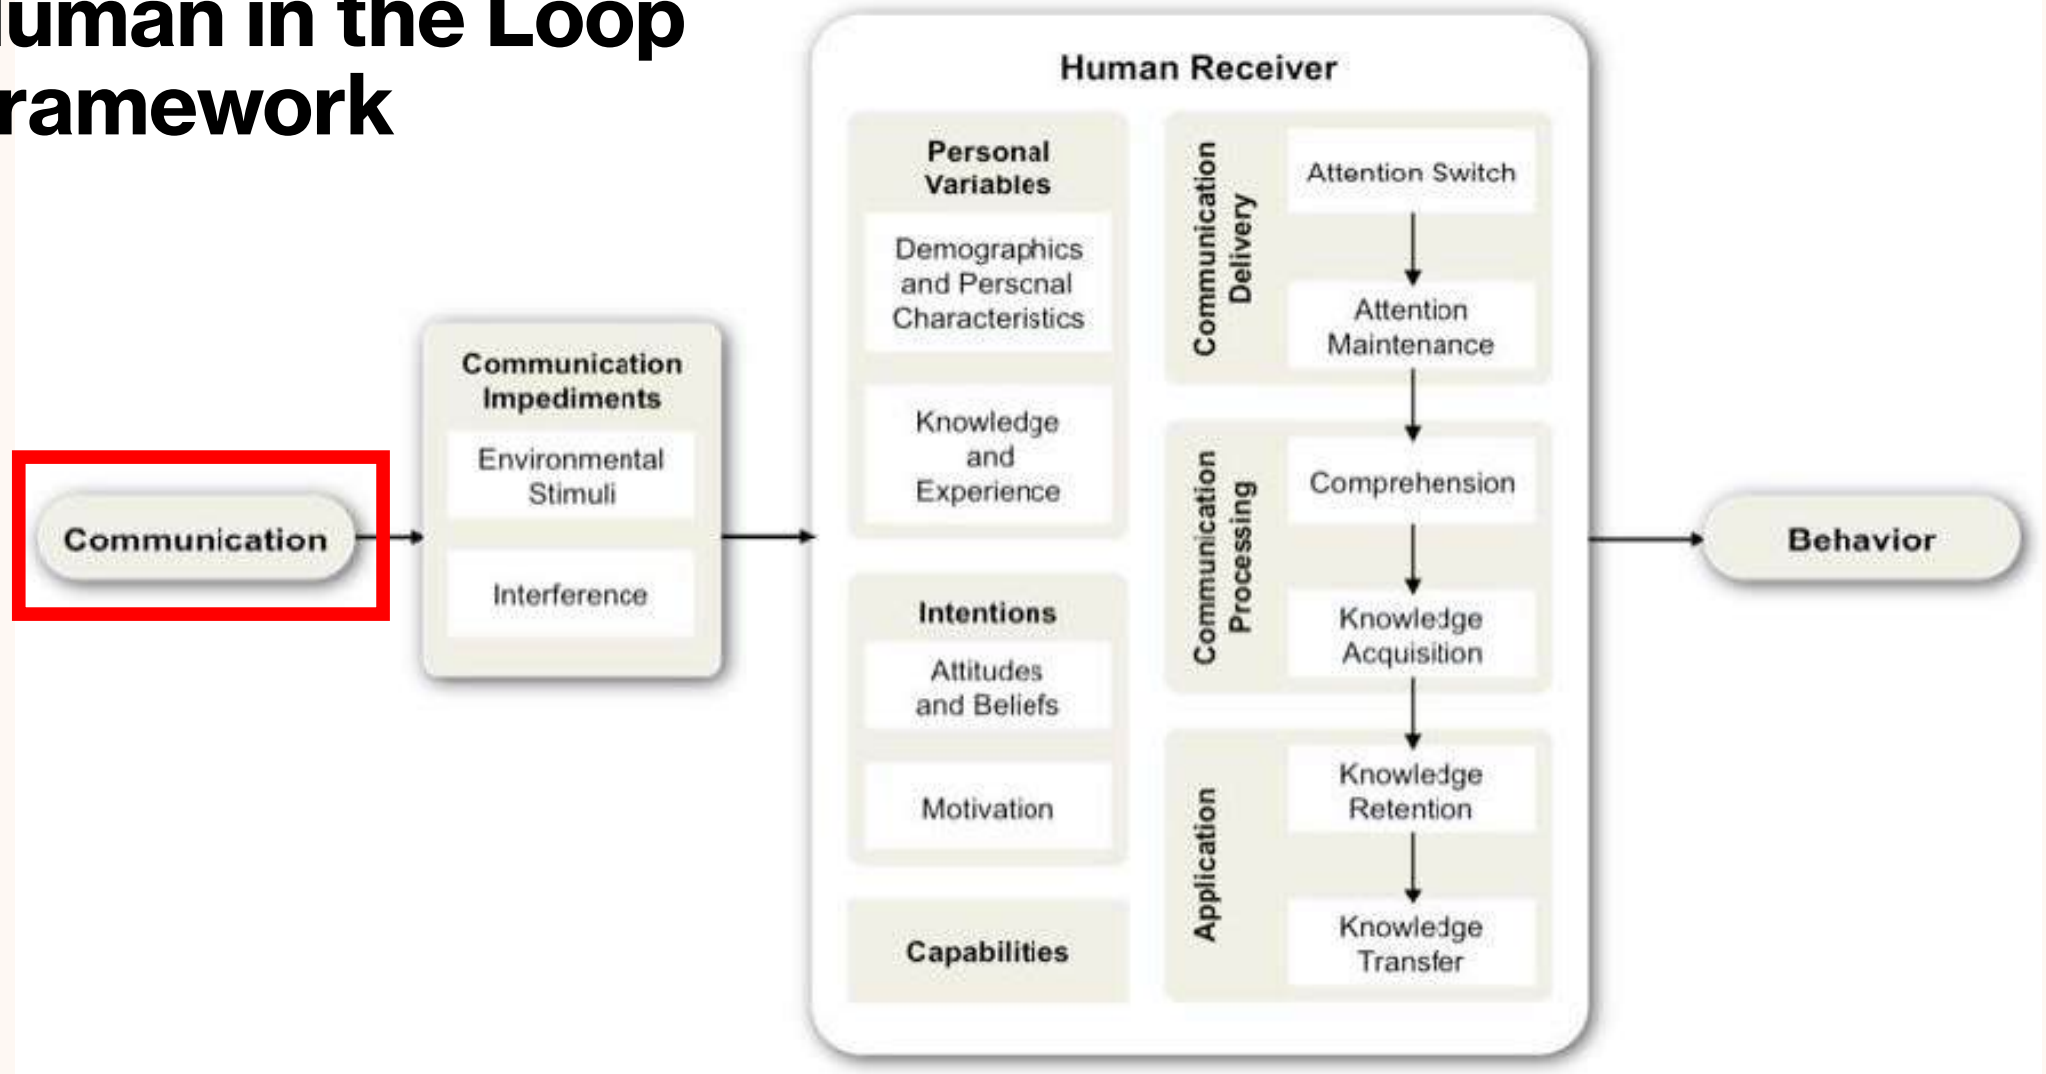 uman in the Loop
ramework
Communication
Communication
Impediments
Environmental
Stimuli
Interference
Human Receiver
Personal
Variables
Demographics
and Personal
Characteristics
Knowledge
and
Experience
Intentions
Attitudes
and Beliefs
Motivation
Capabilities
Communication
Delivery
Attention Switch
Attention
Maintenance
Communication
Processing
Comprehension
Knowledge
Acquisition
Application
Knowledge
Retention
Knowledge
Transfer
Behavior